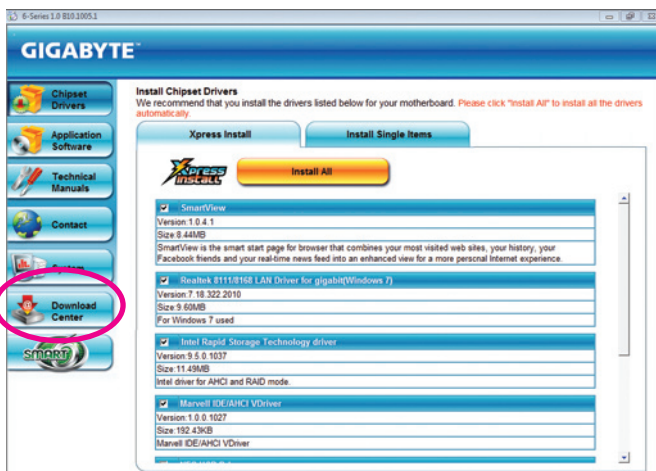 6-Series 1.0 B10.1005.1
GIGABYTE™
Chipset
Drivers
Application
Software
Technical
Manuals
Contact
System
Download
Center
SMART
Install Chipset Drivers
We recommend that you install the drivers listed below for your motherboard. Please click "Install All" to install all the drivers
automatically.
Xpress Install
Install Single Items
Xpress
INSTALL
Install All
SmartView
Version:1.0.4.1
Size:8.44MB
SmartView is the smart start page for browser that combines your most visited web sites, your history, your
Facebook friends and your real-time news feed into an enhanced view for a more personal Internet experience.
Realtek 8111/8168 LAN Driver for gigabit(Windows 7)
Version:7.18.322.2010
Size:9.60MB
For Windows 7 used
Intel Rapid Storage Technology driver
Version:9.5.0.1037
Size:11.49MB
Intel driver for AHCI and RAID mode.
Marvell IDE/AHCI VDriver
Version:1.0.0.1027
Size:192.43KB
Marvell IDE/AHCI VDriver